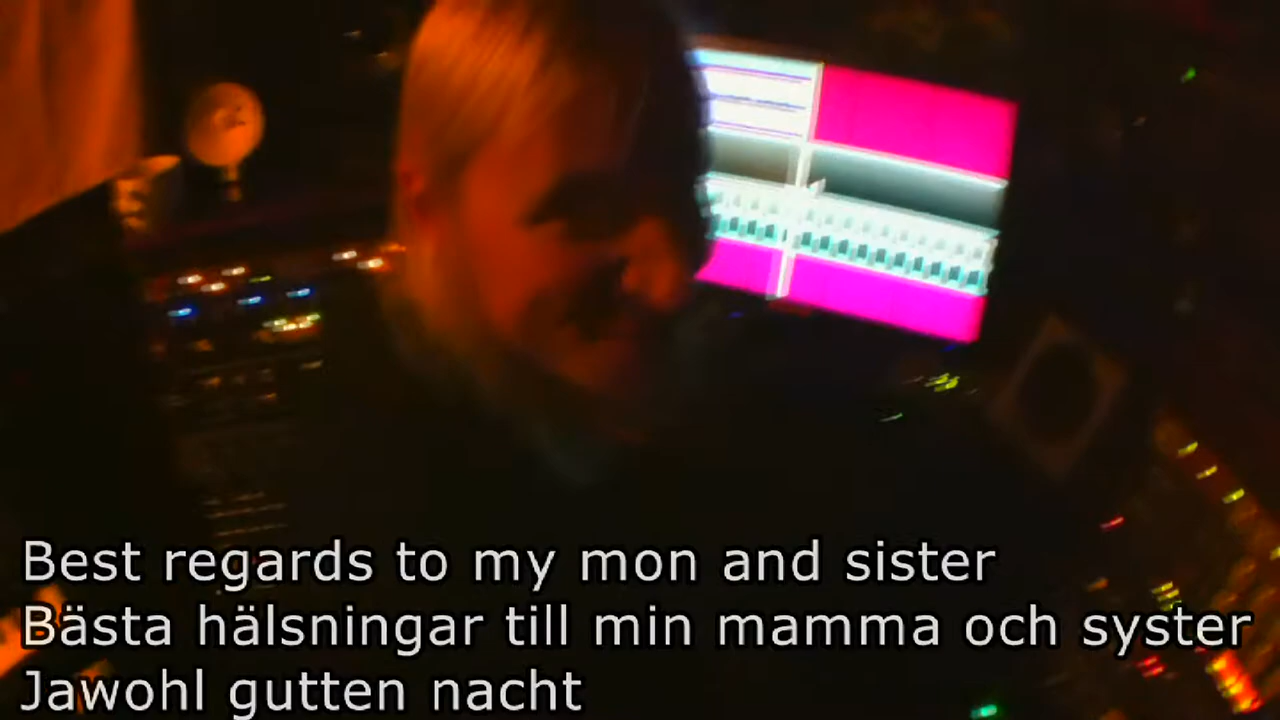 Best regards to my mon and sister
Bästa hälsningar till min mamma och syster
Jawohl gutten nacht